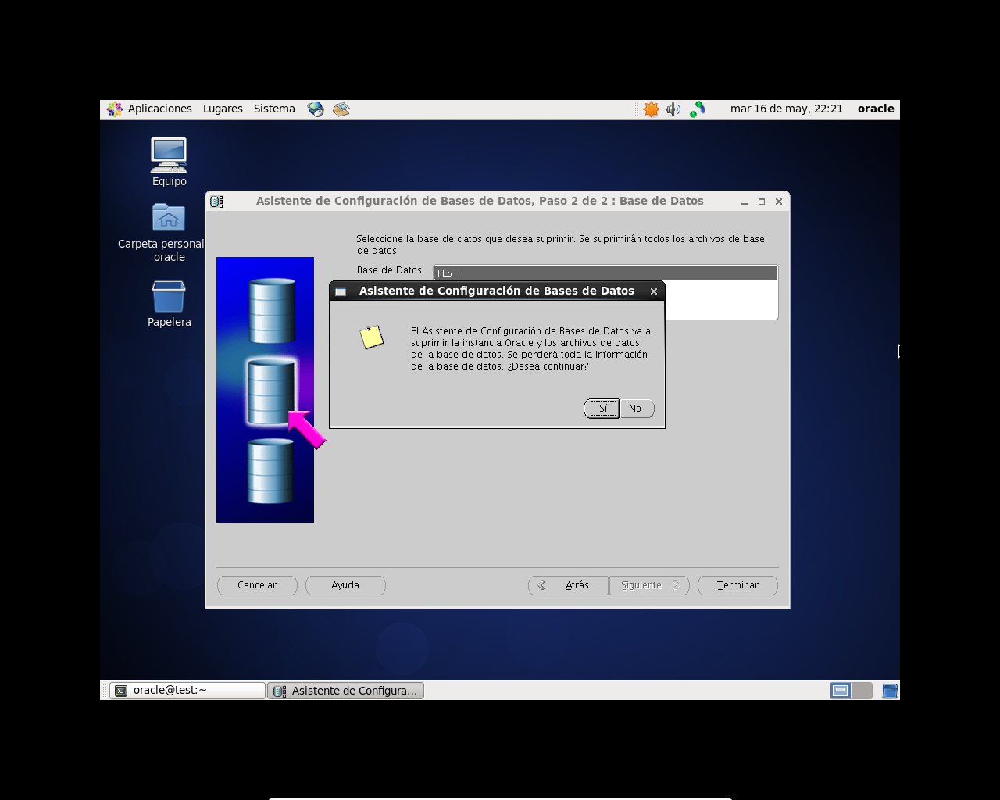 Aplicaciones Lugares Sistema mar 16 de may, 22:21 oracle
Equipo
Carpeta personal
oracle
Papelera
Asistente de Configuración de Bases de Datos, Paso 2 de 2 : Base de Datos
Seleccione la base de datos que desea suprimir. Se suprimirán todos los archivos de base
de datos.
Base de Datos: TEST
Asistente de Configuración de Bases de Datos
El Asistente de Configuración de Bases de Datos va a
suprimir la instancia Oracle y los archivos de datos
de la base de datos. Se perderá toda la información
de la base de datos. ¿Desea continuar?
Sí No
Cancelar Ayuda Atrás Siguiente Terminar
oracle@test:~ Asistente de Configura...